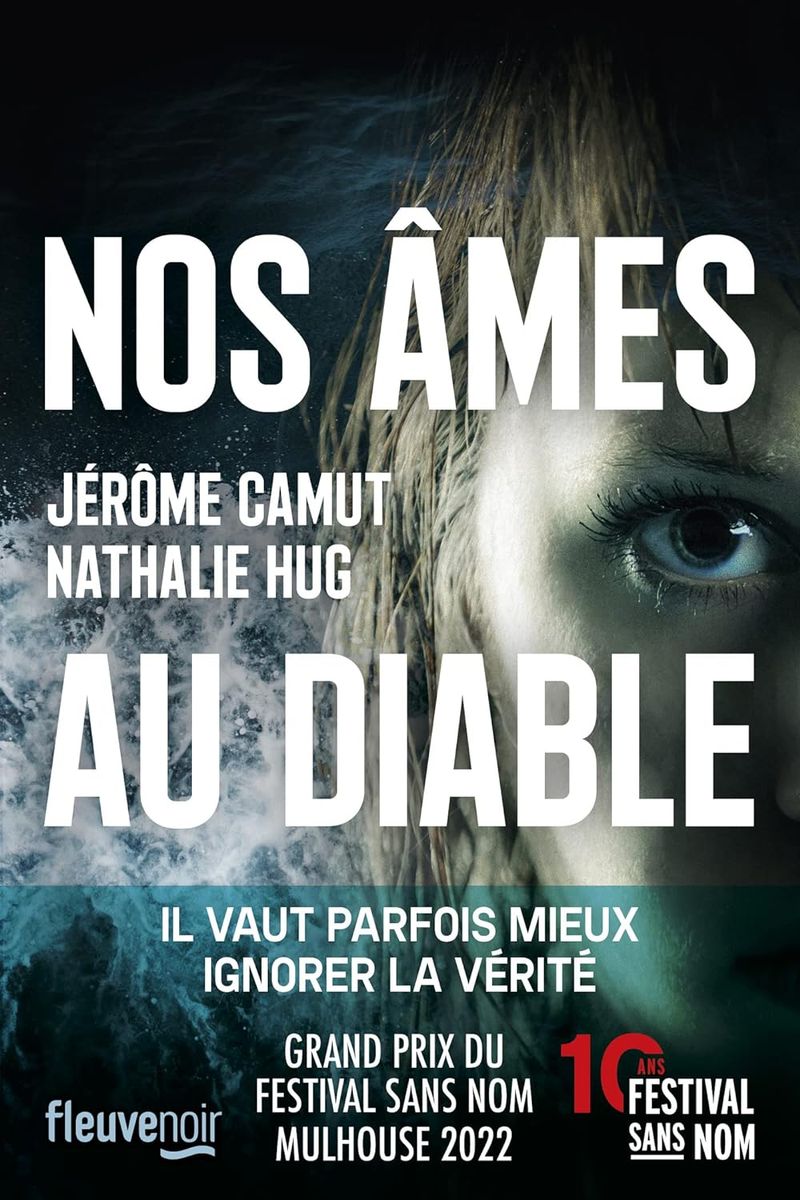 NOS ÂMES
JÉRÔME CAMUT
NATHALIE HUG
AU DIABLE
IL VAUT PARFOIS MIEUX
IGNORER LA VÉRITÉ
GRAND PRIX DU
FESTIVAL SANS NOM
MULHOUSE 2022
fleuvenoir
10 ANS
FESTIVAL
SANS NOM